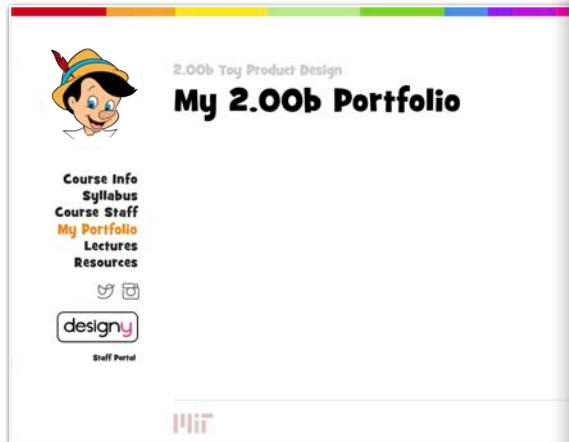 2.00b Toy Product Design
My 2.00b Portfolio
Course Info
Syllabus
Course Staff
My Portfolio
Lectures
Resources
designy
Staff Portal
MiT